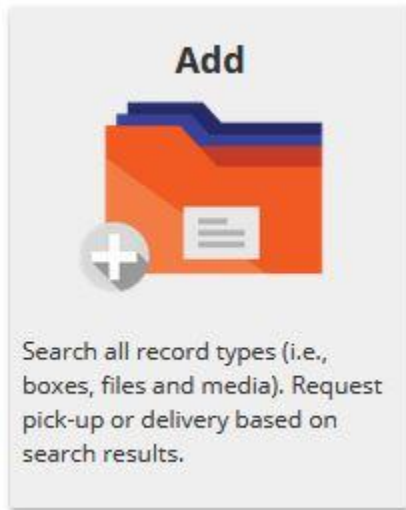 Add
Search all record types (i.e.,
boxes, files and media). Request
pick-up or delivery based on
search results.